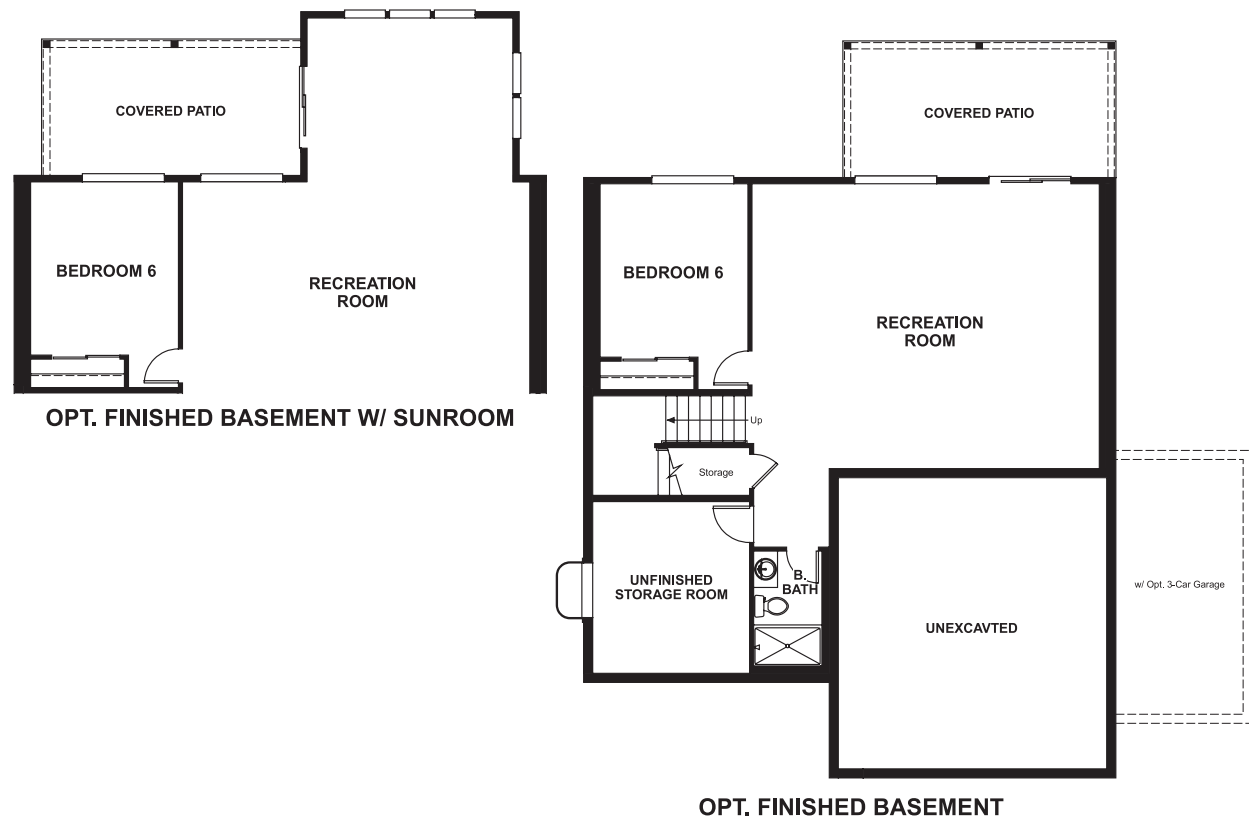 COVERED PATIO
BEDROOM 6
RECREATION
ROOM
OPT. FINISHED BASEMENT W/ SUNROOM
COVERED PATIO
BEDROOM 6
RECREATION
ROOM
Up
Storage
UNFINISHED
STORAGE ROOM
B.
BATH
UNEXCAVTED
w/ Opt. 3-Car Garage
OPT. FINISHED BASEMENT